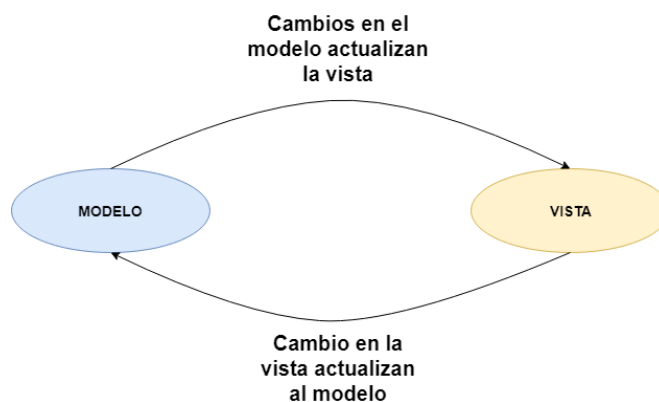 Cambios en el
modelo actualizan
la vista
MODELO
VISTA
Cambio en la
vista actualizan
al modelo